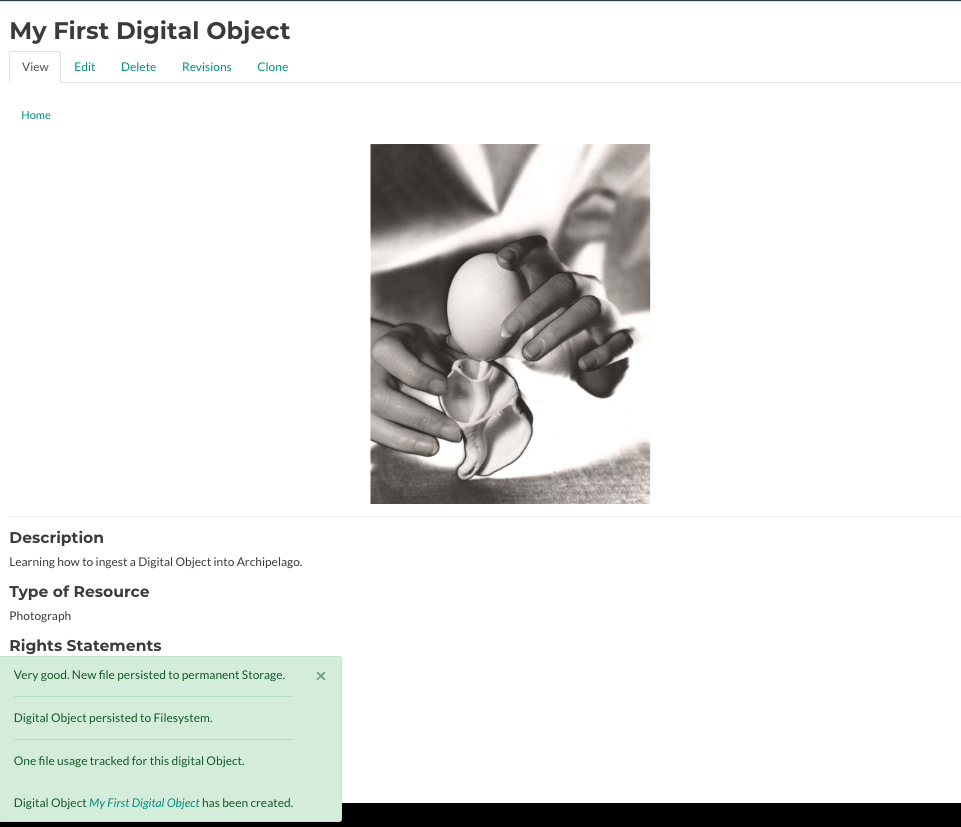 My First Digital Object
View Edit Delete Revisions Clone
Home
Description
Learning how to ingest a Digital Object into Archipelago.
Type of Resource
Photograph
Rights Statements
Very good. New file persisted to permanent Storage. ×
Digital Object persisted to Filesystem.
One file usage tracked for this digital Object.
Digital Object My First Digital Object has been created.